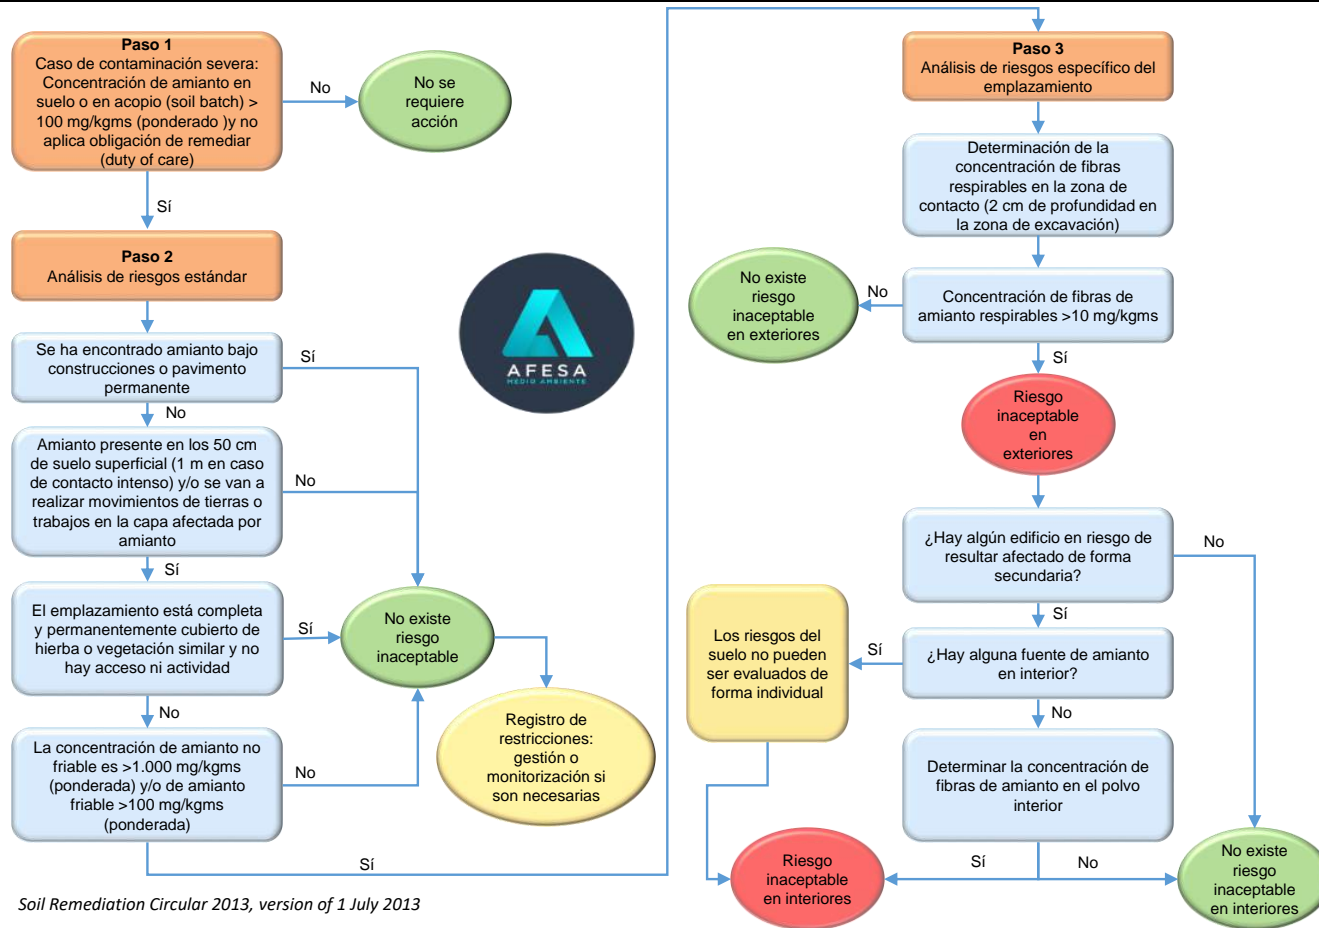 Paso 1
Caso de contaminación severa:
Concentración de amianto en
suelo o en acopio (soil batch) >
100 mg/kgms (ponderado )y no
aplica obligación de remediar
(duty of care)
No
No se
requiere
acción
Sí
Paso 2
Análisis de riesgos estándar
Se ha encontrado amianto bajo
construcciones o pavimento
permanente
Sí
No
Amianto presente en los 50 cm
de suelo superficial (1 m en caso
de contacto intenso) y/o se van a
realizar movimientos de tierras o
trabajos en la capa afectada por
amianto
No
Sí
El emplazamiento está completa
y permanentemente cubierto de
hierba o vegetación similar y no
hay acceso ni actividad
Sí
No existe
riesgo
inaceptable
No
La concentración de amianto no
friable es >1.000 mg/kgms
(ponderada) y/o de amianto
friable >100 mg/kgms
(ponderada)
No
Registro de
restricciones:
gestión o
monitorización si
son necesarias
Sí
AFESA
MEDIO AMBIENTE
Paso 3
Análisis de riesgos específico del
emplazamiento
Determinación de la
concentración de fibras
respirables en la zona de
contacto (2 cm de profundidad en
la zona de excavación)
Concentración de fibras de
amianto respirables >10 mg/kgms
No
No existe
riesgo
inaceptable
en exteriores
Sí
Riesgo
inaceptable
en
exteriores
¿Hay algún edificio en riesgo de
resultar afectado de forma
secundaria?
No
Sí
¿Hay alguna fuente de amianto
en interior?
Sí
Los riesgos del
suelo no pueden
ser evaluados de
forma individual
No
Determinar la concentración de
fibras de amianto en el polvo
interior
Sí
No
Riesgo
inaceptable
en interiores
No existe
riesgo
inaceptable
en interiores
Soil Remediation Circular 2013, version of 1 July 2013